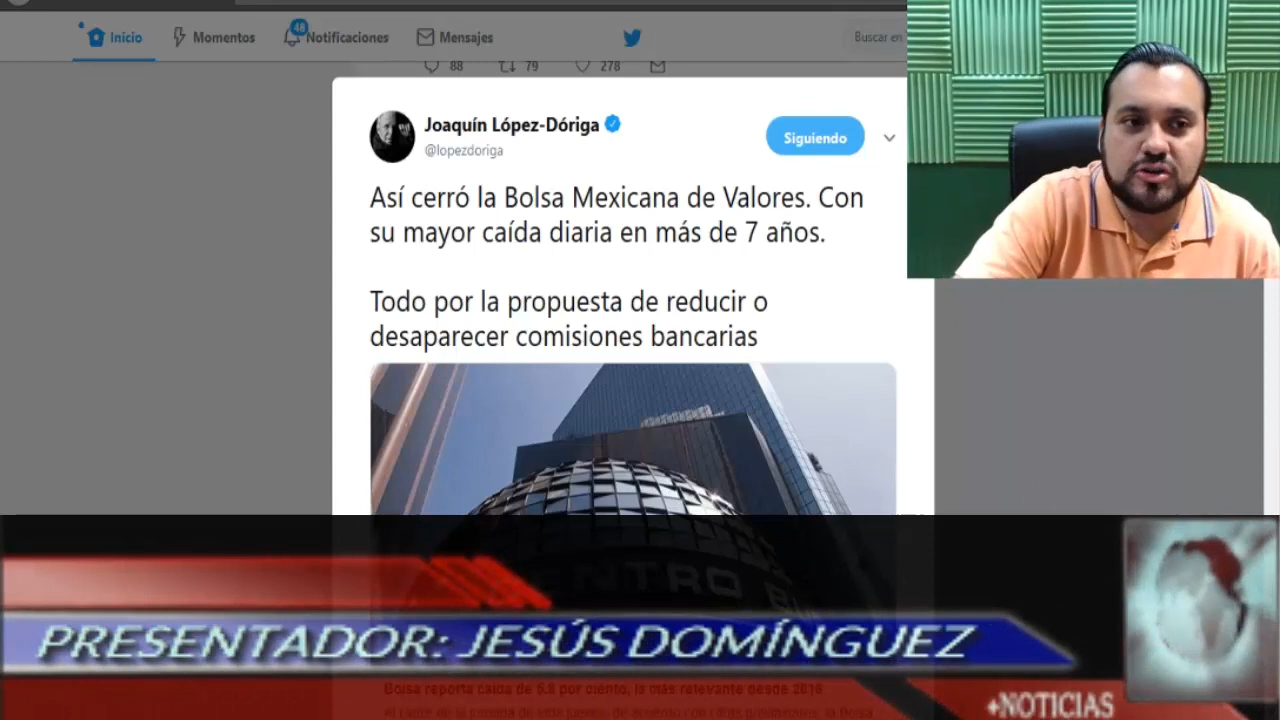 Inicio
Momentos
48
Notificaciones
Mensajes
Buscar en
88
79
278
Joaquín López-Dóriga
@lopezdoriga
Siguiendo
Así cerró la Bolsa Mexicana de Valores. Con
su mayor caída diaria en más de 7 años.
Todo por la propuesta de reducir o
desaparecer comisiones bancarias
PRESENTADOR: JESÚS DOMÍNGUEZ
+NOTICIAS